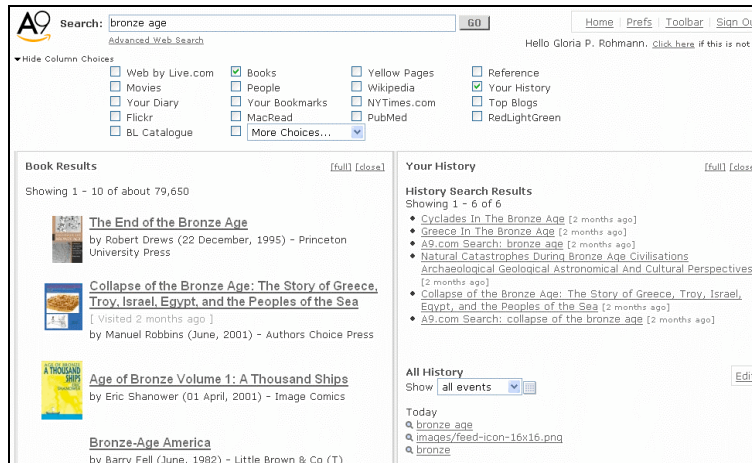 A9
Search: bronze age GO
Advanced Web Search
Home | Prefs | Toolbar | Sign Ou
Hello Gloria P. Rohmann. Click here if this is not
Hide Column Choices
Web by Live.com Books Yellow Pages Reference
Movies People Wikipedia Your History
Your Diary Your Bookmarks NYTimes.com Top Blogs
Flickr MacRead PubMed RedLightGreen
BL Catalogue More Choices...
Book Results [full] [close]
Showing 1 - 10 of about 79,650
The End of the Bronze Age
by Robert Drews (22 December, 1995) - Princeton
University Press
Collapse of the Bronze Age: The Story of Greece,
Troy, Israel, Egypt, and the Peoples of the Sea
[ Visited 2 months ago ]
by Manuel Robbins (June, 2001) - Authors Choice Press
A THOUSAND
SHIPS
Age of Bronze Volume 1: A Thousand Ships
by Eric Shanower (01 April, 2001) - Image Comics
Bronze-Age America
by Barry Fell (June, 1982) - Little Brown & Co (T)
Your History [full] [close
History Search Results
Showing 1 - 6 of 6
Cyclades In The Bronze Age [2 months ago]
Greece In The Bronze Age [2 months ago]
A9.com Search: bronze age [2 months ago]
Natural Catastrophes During Bronze Age Civilisations
Archaeological Geological Astronomical And Cultural Perspectives
[2 months ago]
Collapse of the Bronze Age: The Story of Greece, Troy, Israel,
Egypt, and the Peoples of the Sea [2 months ago]
A9.com Search: collapse of the bronze age [2 months ago]
All History Edi
Show all events
Today
bronze age
images/feed-icon-16x16.png
bronze